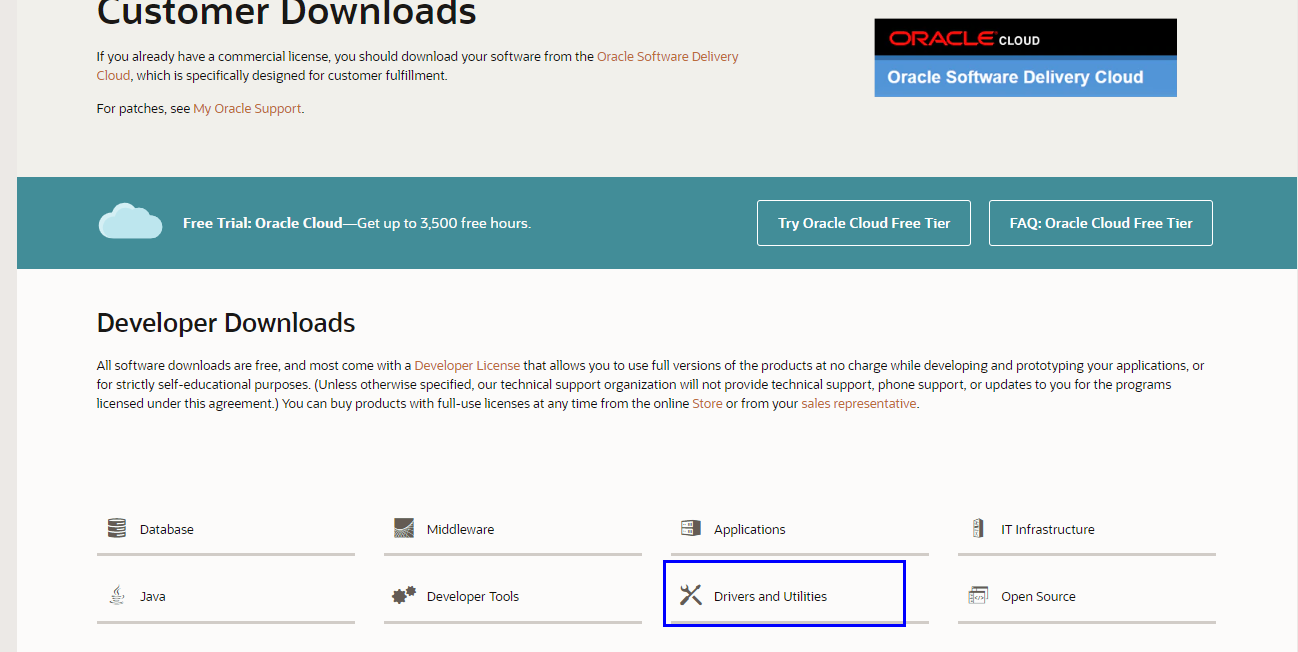 Customer Downloads
If you already have a commercial license, you should download your software from the Oracle Software Delivery
Cloud, which is specifically designed for customer fulfillment.
For patches, see My Oracle Support.
ORACLE CLOUD
Oracle Software Delivery Cloud
Free Trial: Oracle Cloud—Get up to 3,500 free hours.
Try Oracle Cloud Free Tier
FAQ: Oracle Cloud Free Tier
Developer Downloads
All software downloads are free, and most come with a Developer License that allows you to use full versions of the products at no charge while developing and prototyping your applications, or
for strictly self-educational purposes. (Unless otherwise specified, our technical support organization will not provide technical support, phone support, or updates to you for the programs
licensed under this agreement.) You can buy products with full-use licenses at any time from the online Store or from your sales representative.
Database
Middleware
Applications
IT Infrastructure
Java
Developer Tools
Drivers and Utilities
Open Source